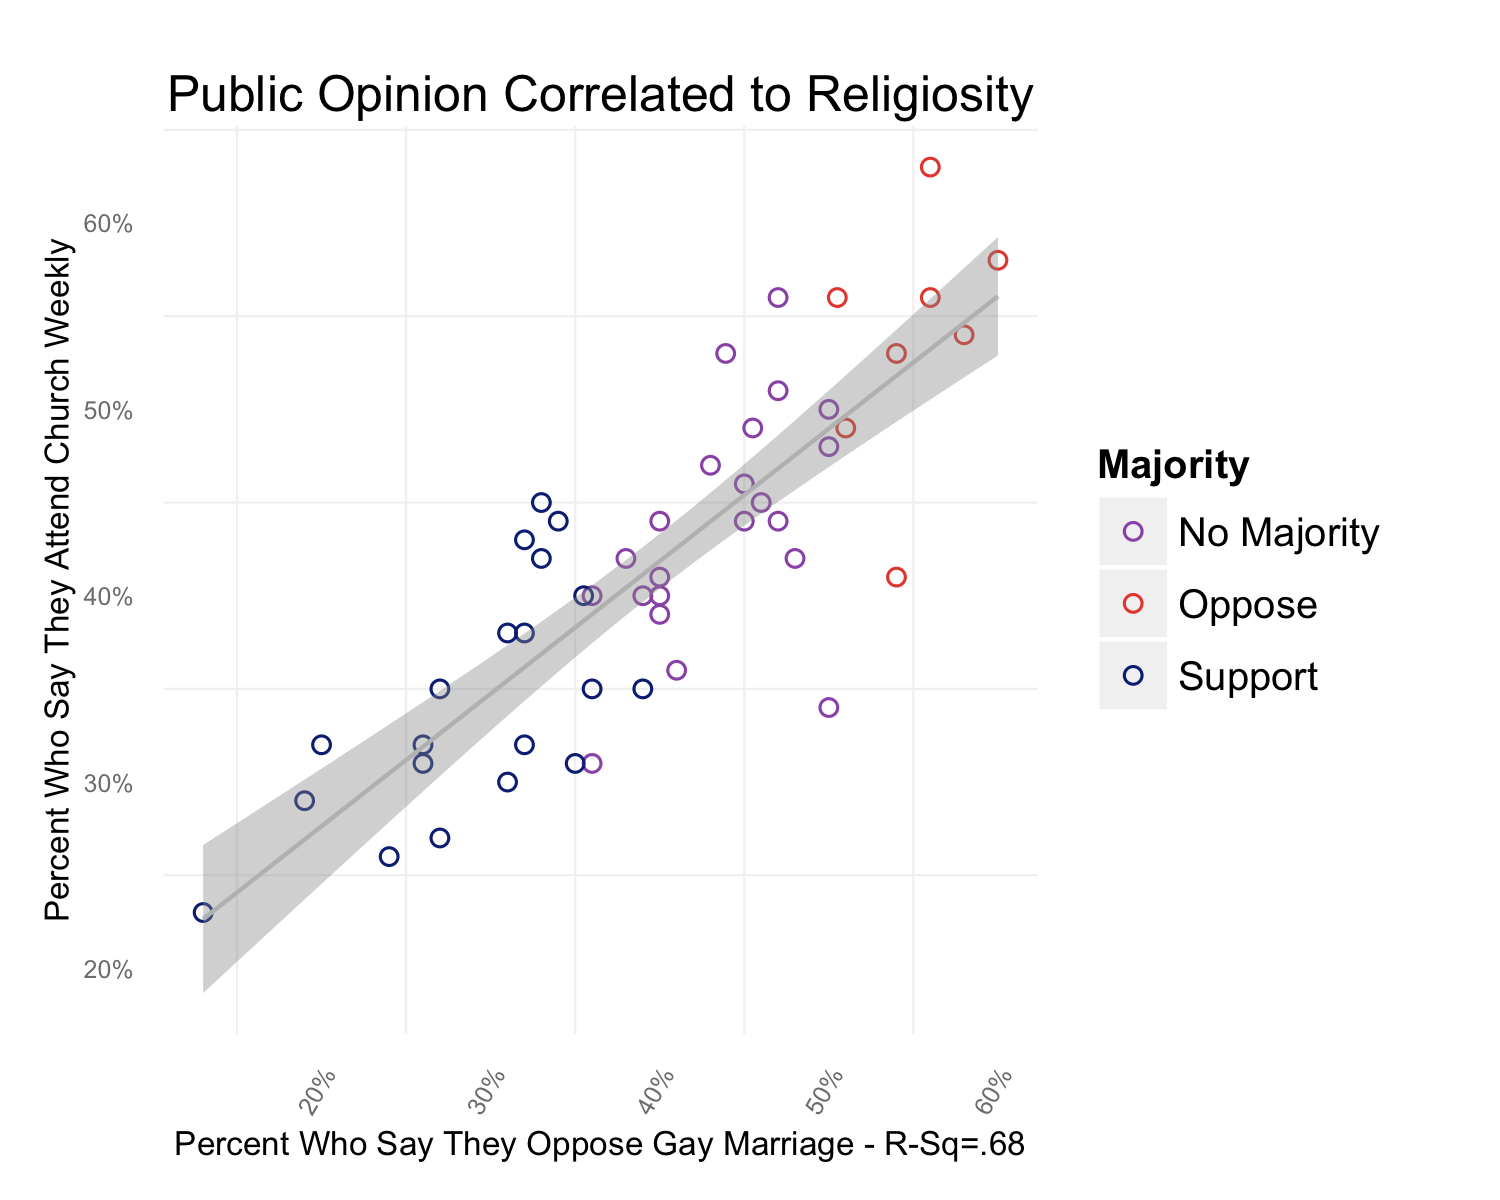 Public Opinion Correlated to Religiosity
Percent Who Say They Attend Church Weekly
60%
50%
40%
30%
20%
20%
30%
40%
50%
60%
Percent Who Say They Oppose Gay Marriage - R-Sq=.68
Majority
No Majority
Oppose
Support